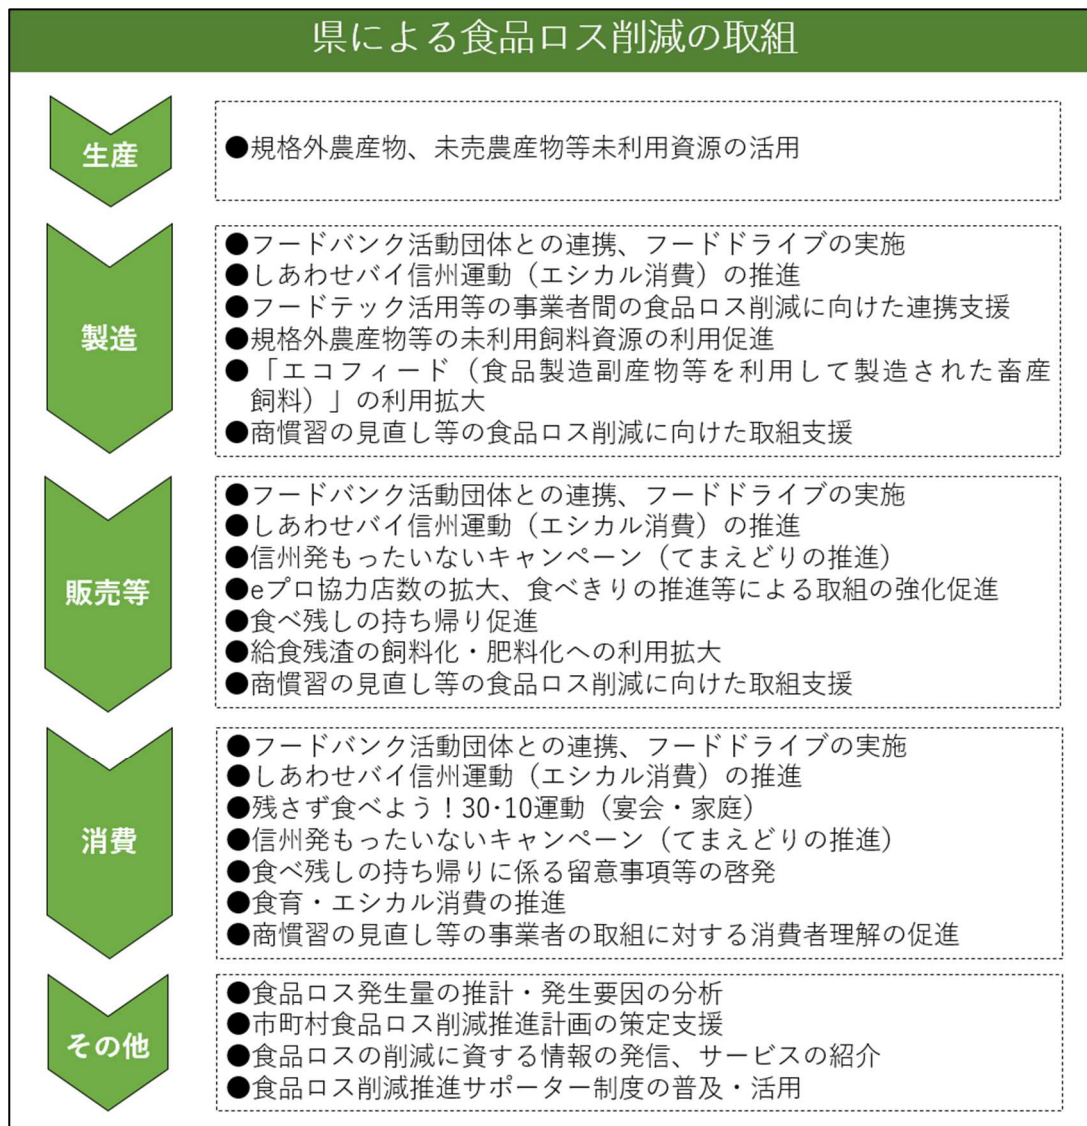 県による食品ロス削減の取組
生産
●規格外農産物、未売農産物等未利用資源の活用
製造
●フードバンク活動団体との連携、フードドライブの実施
●しあわせバイ信州運動（エシカル消費）の推進
●フードテック活用等の事業者間の食品ロス削減に向けた連携支援
●規格外農産物等の未利用飼料資源の利用促進
●「エコフィード（食品製造副産物等を利用して製造された畜産
飼料）」の利用拡大
●商慣習の見直し等の食品ロス削減に向けた取組支援
販売等
●フードバンク活動団体との連携、フードドライブの実施
●しあわせバイ信州運動（エシカル消費）の推進
●信州発もったいないキャンペーン（てまえどりの推進）
●eプロ協力店数の拡大、食べきりの推進等による取組の強化促進
●食べ残しの持ち帰り促進
●給食残渣の飼料化・肥料化への利用拡大
●商慣習の見直し等の食品ロス削減に向けた取組支援
消費
●フードバンク活動団体との連携、フードドライブの実施
●しあわせバイ信州運動（エシカル消費）の推進
●残さず食べよう！30･10運動（宴会・家庭）
●信州発もったいないキャンペーン（てまえどりの推進）
●食べ残しの持ち帰りに係る留意事項等の啓発
●食育・エシカル消費の推進
●商慣習の見直し等の事業者の取組に対する消費者理解の促進
その他
●食品ロス発生量の推計・発生要因の分析
●市町村食品ロス削減推進計画の策定支援
●食品ロスの削減に資する情報の発信、サービスの紹介
●食品ロス削減推進サポーター制度の普及・活用